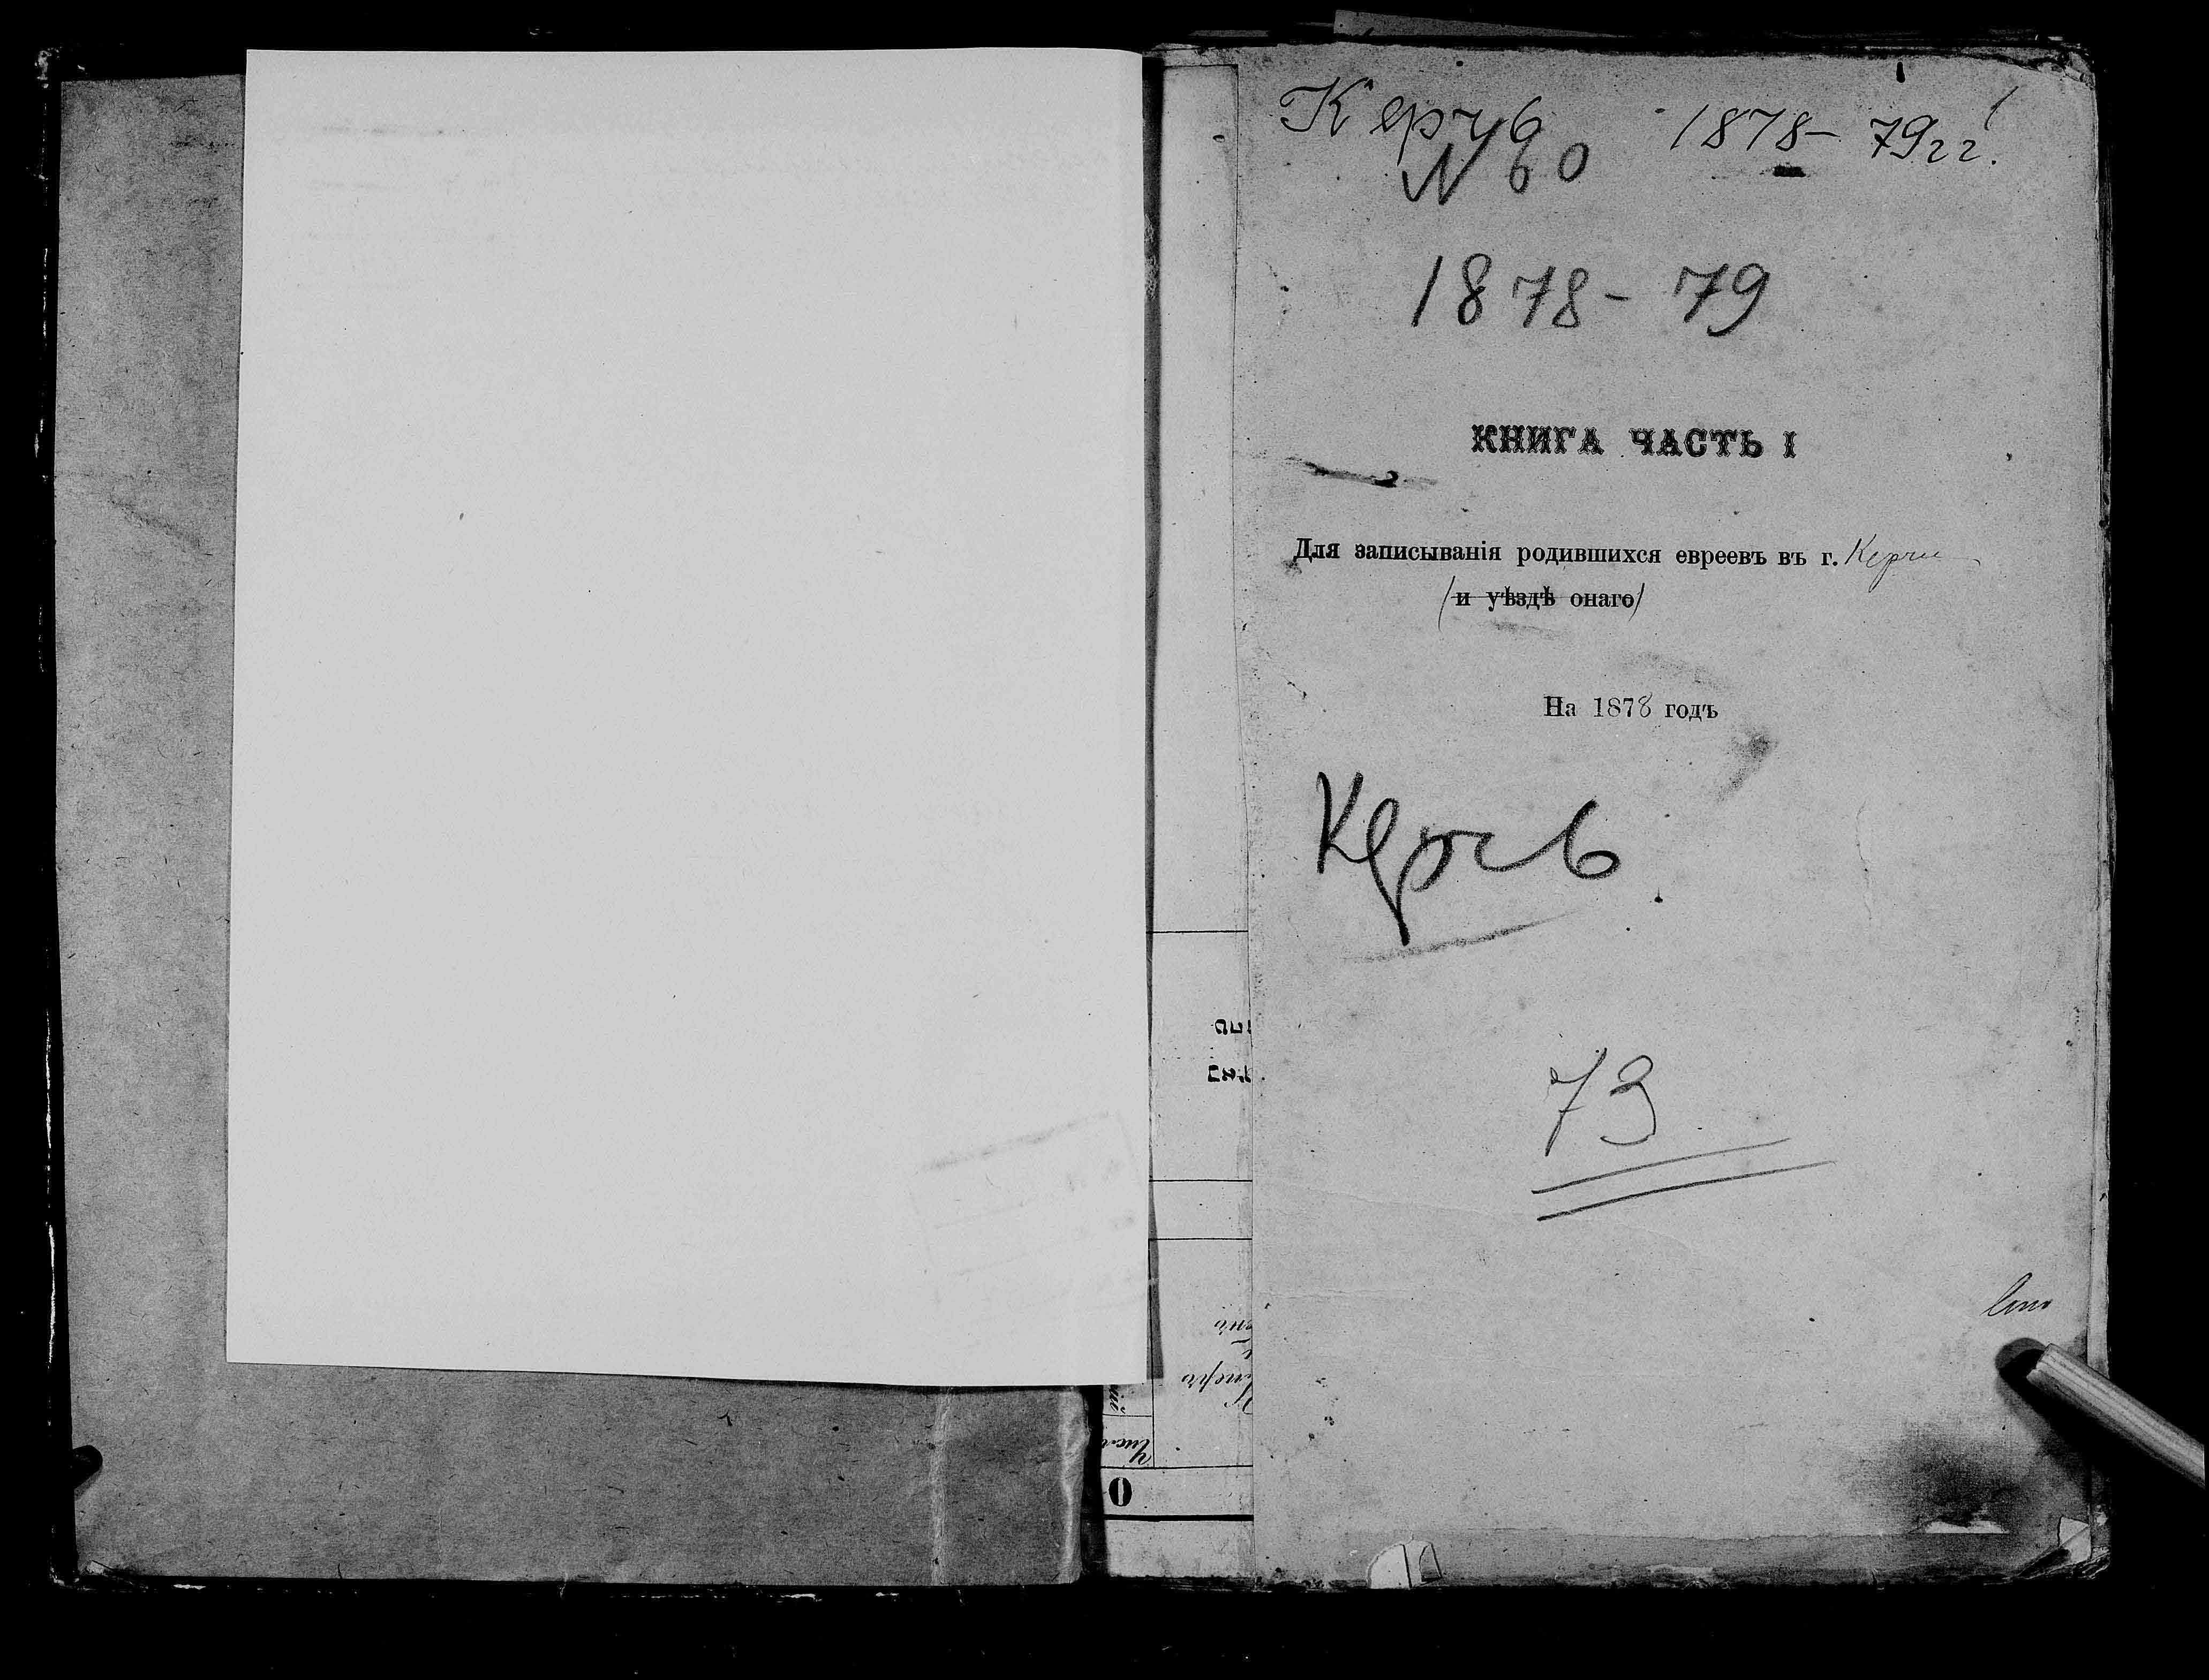 Керчь 1878-79гг.
N 60
1878-79
КНИГА ЧАСТЬ I
Для записыванія родившихся евреевъ въ г. Керчи
(и уѣздѣ онаго)
На 1878 годъ
Керчь
73
0